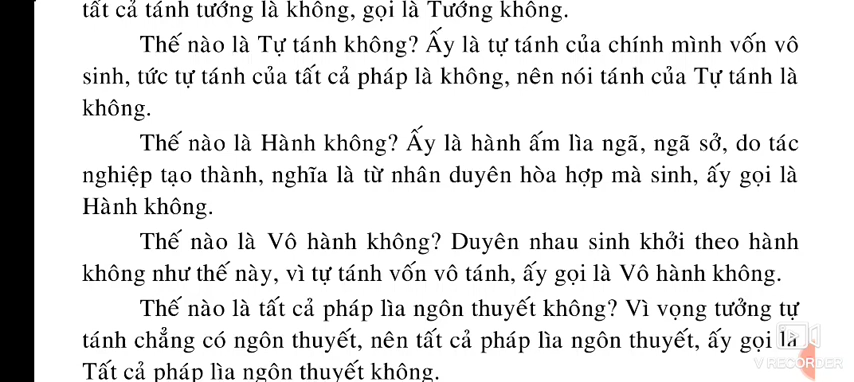 tất cả tánh tướng là không, gọi là Tướng không.
Thế nào là Tự tánh không? Ấy là tự tánh của chính mình vốn vô
sinh, tức tự tánh của tất cả pháp là không, nên nói tánh của Tự tánh là
không.
Thế nào là Hành không? Ấy là hành ấm lìa ngã, ngã sở, do tác
nghiệp tạo thành, nghĩa là từ nhân duyên hòa hợp mà sinh, ấy gọi là
Hành không.
Thế nào là Vô hành không? Duyên nhau sinh khởi theo hành
không như thế này, vì tự tánh vốn vô tánh, ấy gọi là Vô hành không.
Thế nào là tất cả pháp lìa ngôn thuyết không? Vì vọng tưởng tự
tánh chẳng có ngôn thuyết, nên tất cả pháp lìa ngôn thuyết, ấy gọi là
Tất cả pháp lìa ngôn thuyết không.
V RECORDER